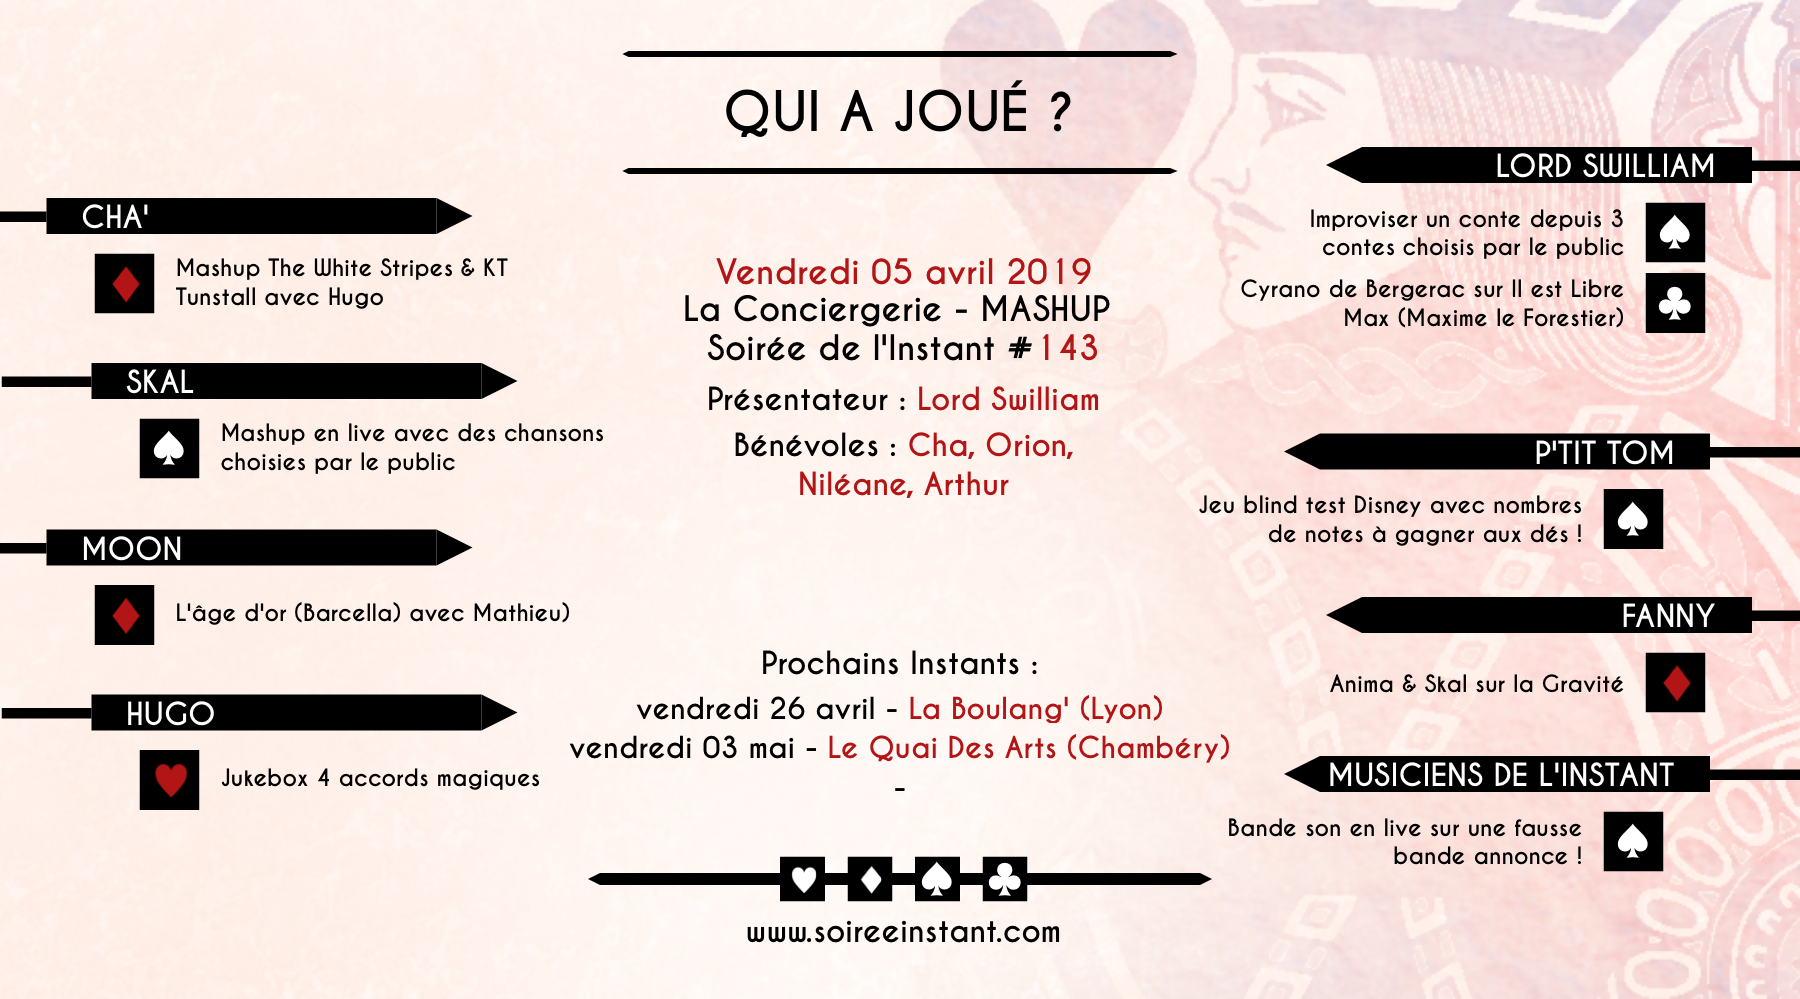 QUI A JOUÉ ?
CHA'
Mashup The White Stripes & KT
Tunstall avec Hugo
SKAL
Mashup en live avec des chansons
choisies par le public
MOON
L'âge d'or (Barcella) avec Mathieu)
HUGO
Jukebox 4 accords magiques
Vendredi 05 avril 2019
La Conciergerie - MASHUP
Soirée de l'Instant #143
Présentateur : Lord Swilliam
Bénévoles : Cha, Orion,
Niléane, Arthur
Prochains Instants :
vendredi 26 avril - La Boulang' (Lyon)
vendredi 03 mai - Le Quai Des Arts (Chambéry)
-
www.soireeinstant.com
LORD SWILLIAM
Improviser un conte depuis 3
contes choisis par le public
Cyrano de Bergerac sur Il est Libre
Max (Maxime le Forestier)
P'TIT TOM
Jeu blind test Disney avec nombres
de notes à gagner aux dés !
FANNY
Anima & Skal sur la Gravité
MUSICIENS DE L'INSTANT
Bande son en live sur une fausse
bande annonce !